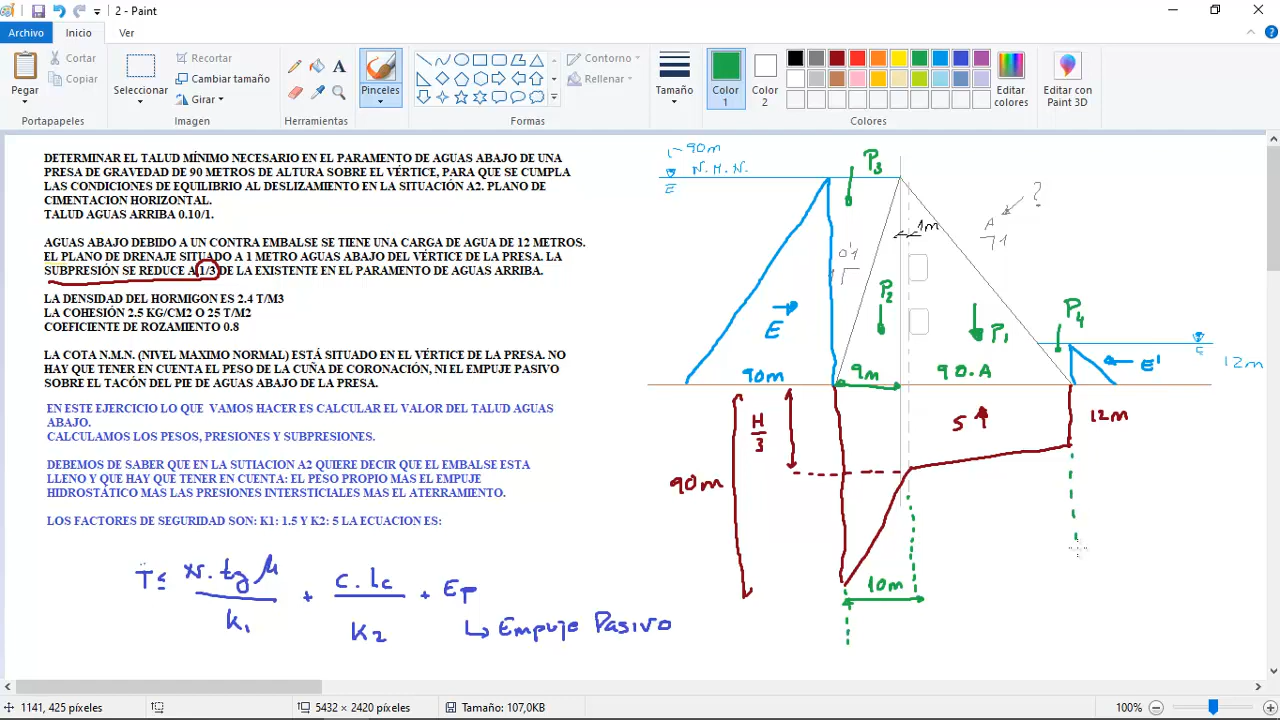 2 - Paint
Archivo Inicio Ver
Pegar
Cortar
Copiar
Portapapeles
Seleccionar
Recortar
Cambiar tamaño
Girar
Imagen
A
Herramientas
Pinceles
Contorno
Rellenar
Formas
Tamaño
Color 1
Color 2
Editar colores
Colores
Editar con Paint 3D
DETERMINAR EL TALUD MÍNIMO NECESARIO EN EL PARAMENTO DE AGUAS ABAJO DE UNA
PRESA DE GRAVEDAD DE 90 METROS DE ALTURA SOBRE EL VÉRTICE, PARA QUE SE CUMPLA
LAS CONDICIONES DE EQUILIBRIO AL DESLIZAMIENTO EN LA SITUACIÓN A2. PLANO DE
CIMENTACION HORIZONTAL.
TALUD AGUAS ARRIBA 0.10/1.
AGUAS ABAJO DEBIDO A UN CONTRA EMBALSE SE TIENE UNA CARGA DE AGUA DE 12 METROS.
EL PLANO DE DRENAJE SITUADO A 1 METRO AGUAS ABAJO DEL VÉRTICE DE LA PRESA. LA
SUBPRESIÓN SE REDUCE A 1/3 DE LA EXISTENTE EN EL PARAMENTO DE AGUAS ARRIBA.
LA DENSIDAD DEL HORMIGON ES 2.4 T/M3
LA COHESIÓN 2.5 KG/CM2 O 25 T/M2
COEFICIENTE DE ROZAMIENTO 0.8
LA COTA N.M.N. (NIVEL MAXIMO NORMAL) ESTÁ SITUADO EN EL VÉRTICE DE LA PRESA. NO
HAY QUE TENER EN CUENTA EL PESO DE LA CUÑA DE CORONACIÓN, NI EL EMPUJE PASIVO
SOBRE EL TACÓN DEL PIE DE AGUAS ABAJO DE LA PRESA.
EN ESTE EJERCICIO LO QUE VAMOS HACER ES CALCULAR EL VALOR DEL TALUD AGUAS
ABAJO.
CALCULAMOS LOS PESOS, PRESIONES Y SUBPRESIONES.
DEBEMOS DE SABER QUE EN LA SUTIACION A2 QUIERE DECIR QUE EL EMBALSE ESTA
LLENO Y QUE HAY QUE TENER EN CUENTA: EL PESO PROPIO MAS EL EMPUJE
HIDROSTÁTICO MAS LAS PRESIONES INTERSTICIALES MAS EL ATERRAMIENTO.
LOS FACTORES DE SEGURIDAD SON: K1: 1.5 Y K2: 5 LA ECUACION ES:
T ≤ N. tg μ / K1 + C. Lc / K2 + Ep
↳ Empuje Pasivo
90m
N.M.N.
P3
?
A
1
1m
0'1
1
P2
P1
P4
E
E'
12m
90m
9m
90.A
H/3
S
12m
90m
10m
1141, 425 píxeles
5432 × 2420 píxeles
Tamaño: 107,0KB
100%